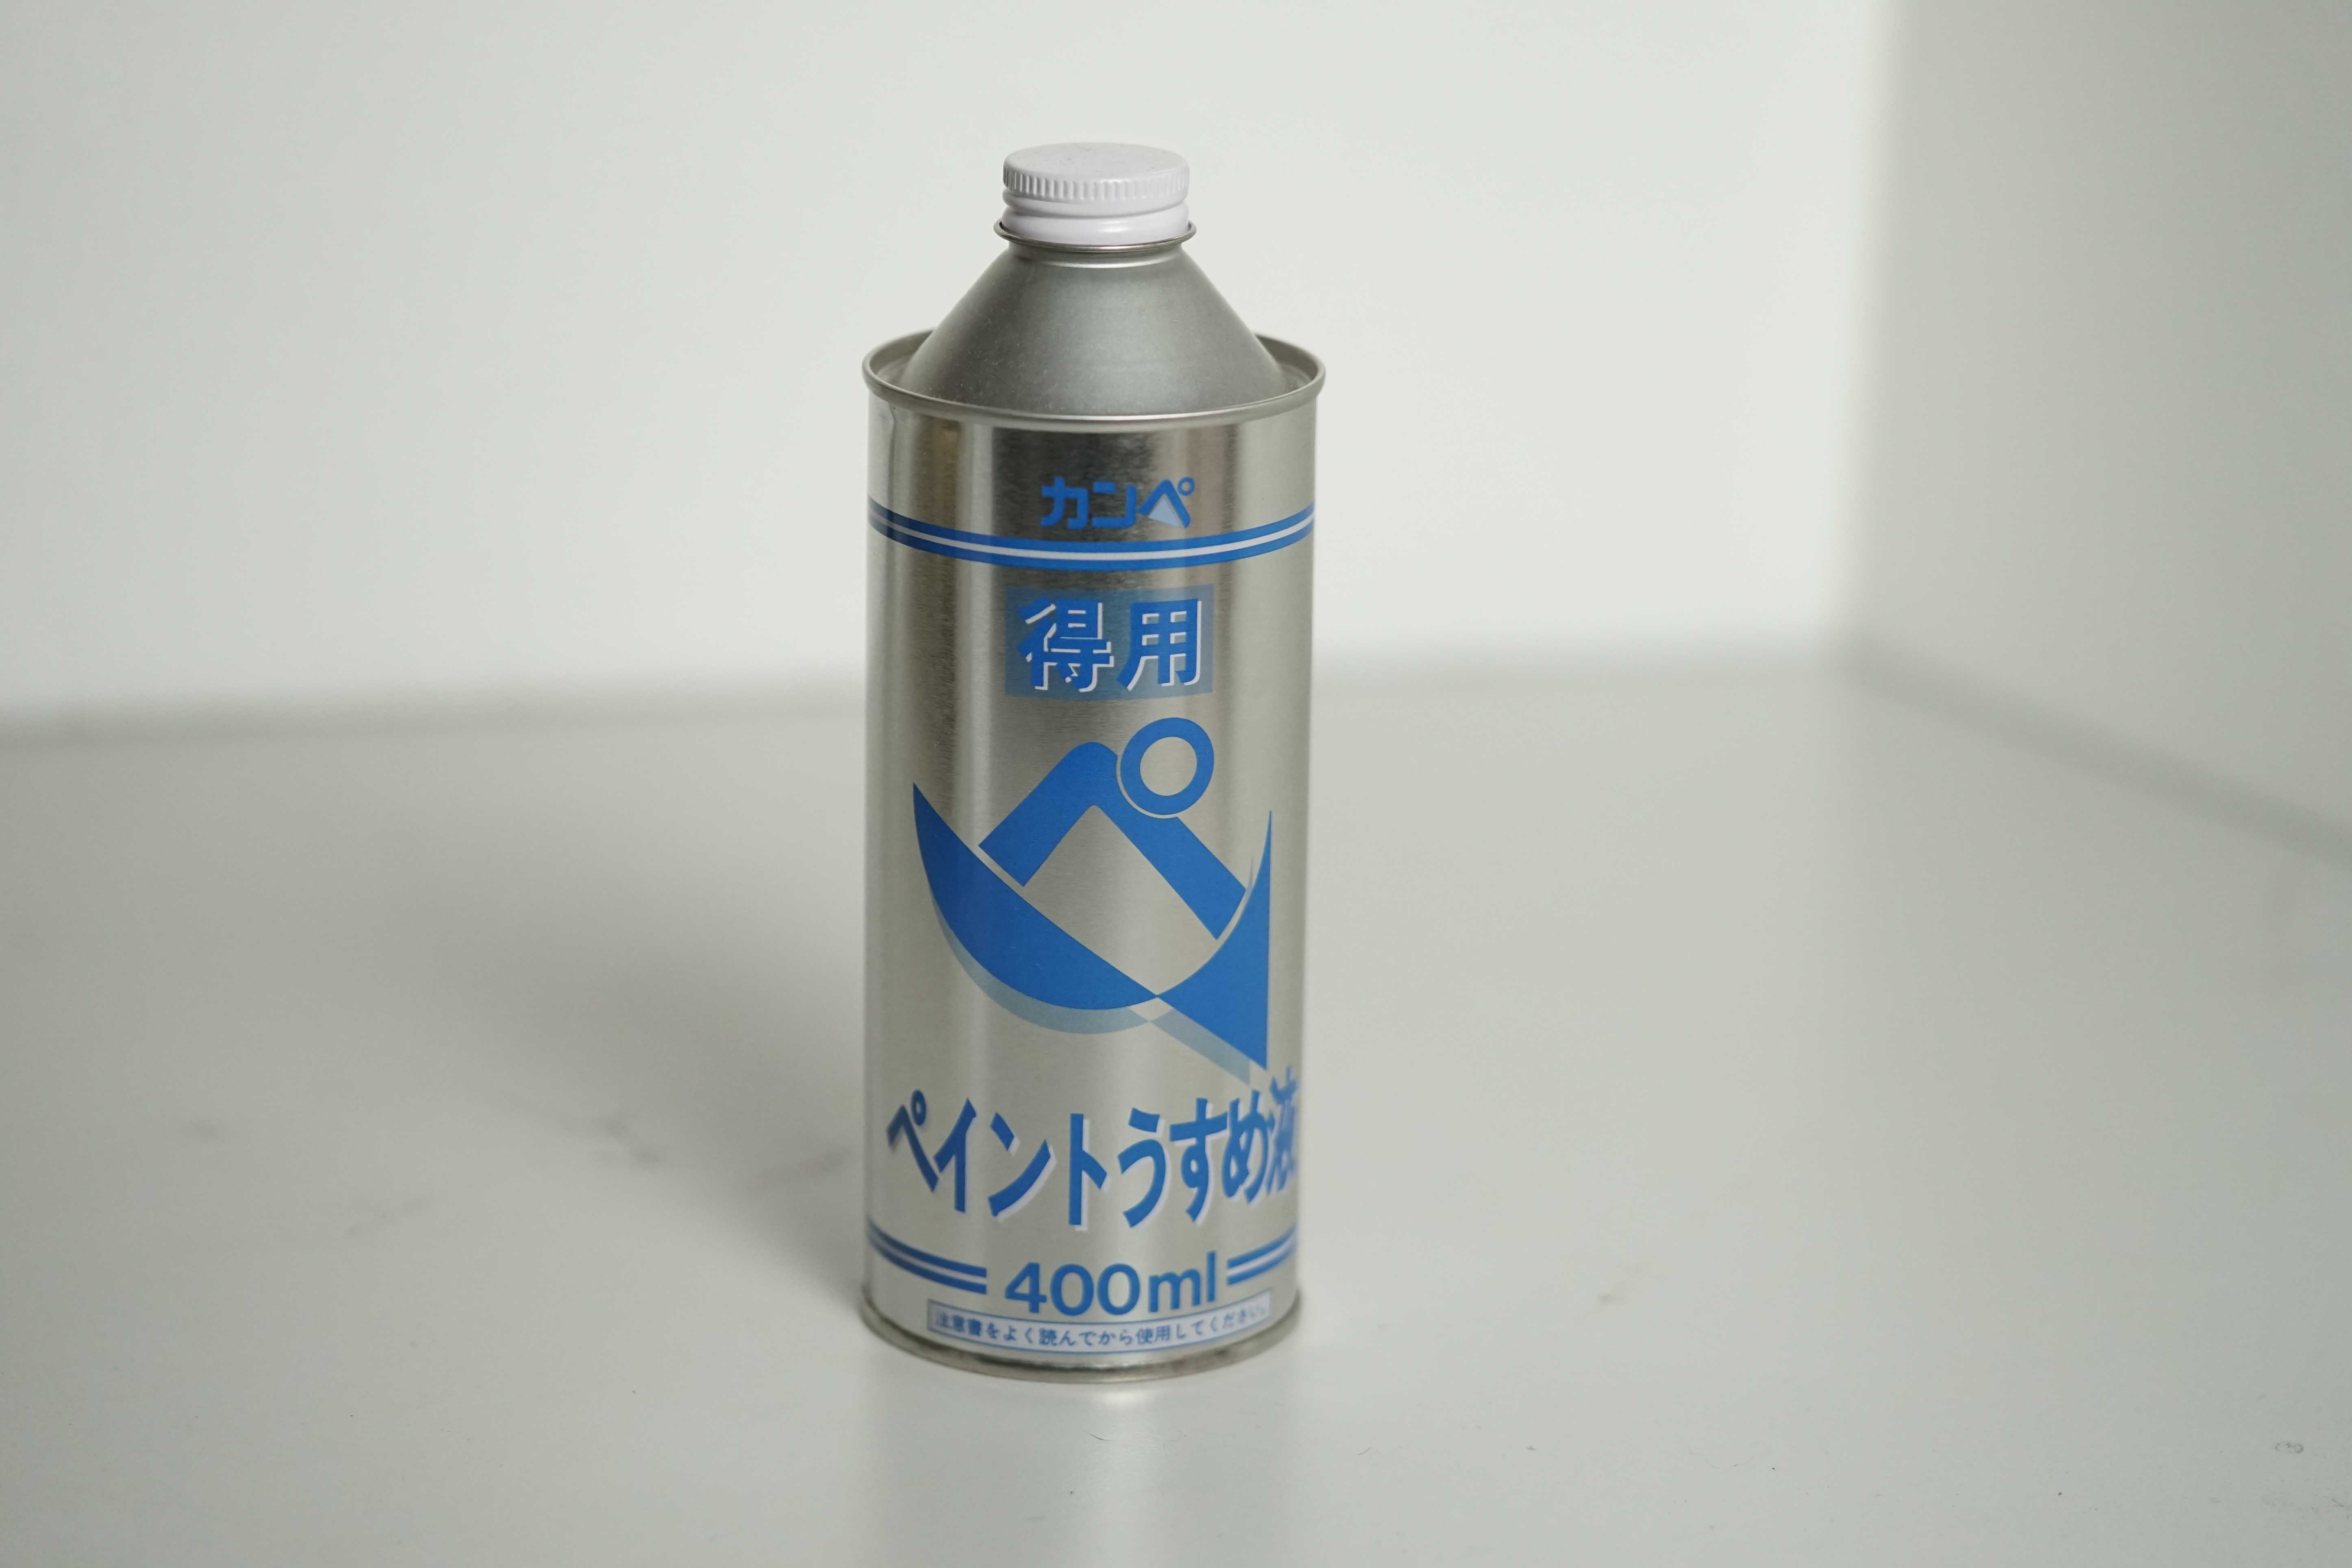 カンペ
得用
ペ
ペイントうすめ液
400ml
注意書をよく読んでから使用してください。